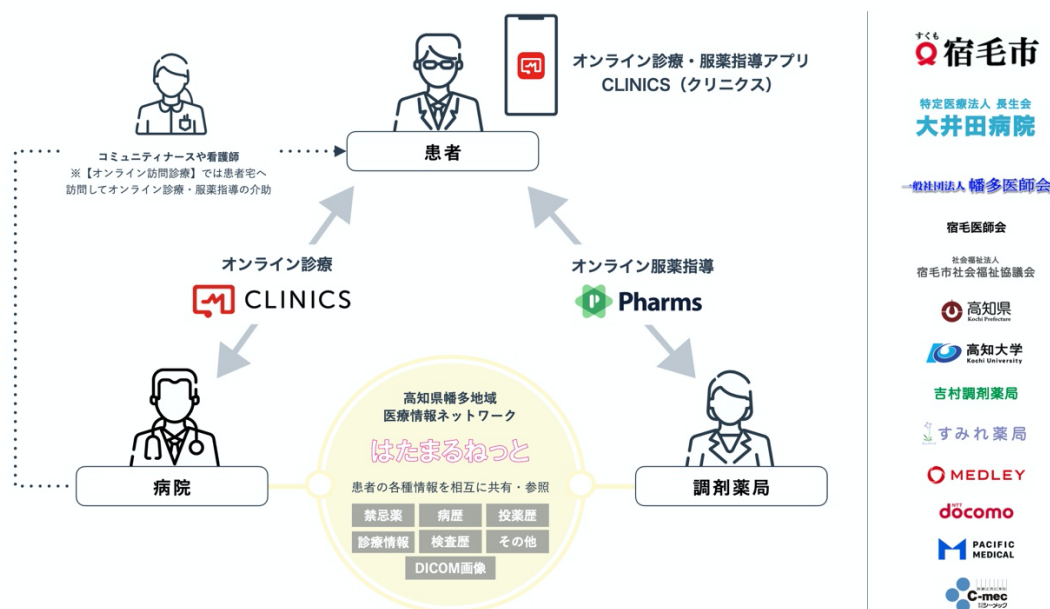 オンライン診療・服薬指導アプリ
CLINICS（クリニクス）
患者
コミュニティナースや看護師
※【オンライン訪問診療】では患者宅へ
訪問してオンライン診療・服薬指導の介助
オンライン診療
CLINICS
オンライン服薬指導
Pharms
高知県幡多地域
医療情報ネットワーク
はたまるねっと
患者の各種情報を相互に共有・参照
禁忌薬
病歴
投薬歴
診療情報
検査歴
その他
DICOM画像
病院
調剤薬局
すくも
宿毛市
特定医療法人 長生会
大井田病院
一般社団法人 幡多医師会
宿毛医師会
社会福祉法人
宿毛市社会福祉協議会
高知県
Kochi Prefecture
高知大学
Kochi University
吉村調剤薬局
すみれ薬局
MEDLEY
NTT
docomo
PACIFIC
MEDICAL
C-mec